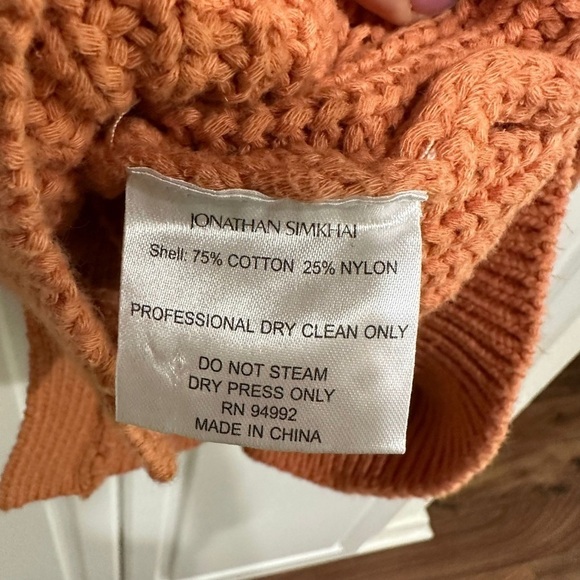 JONATHAN SIMKHAI
Shell: 75% COTTON 25% NYLON
PROFESSIONAL DRY CLEAN ONLY
DO NOT STEAM
DRY PRESS ONLY
RN 94992
MADE IN CHINA